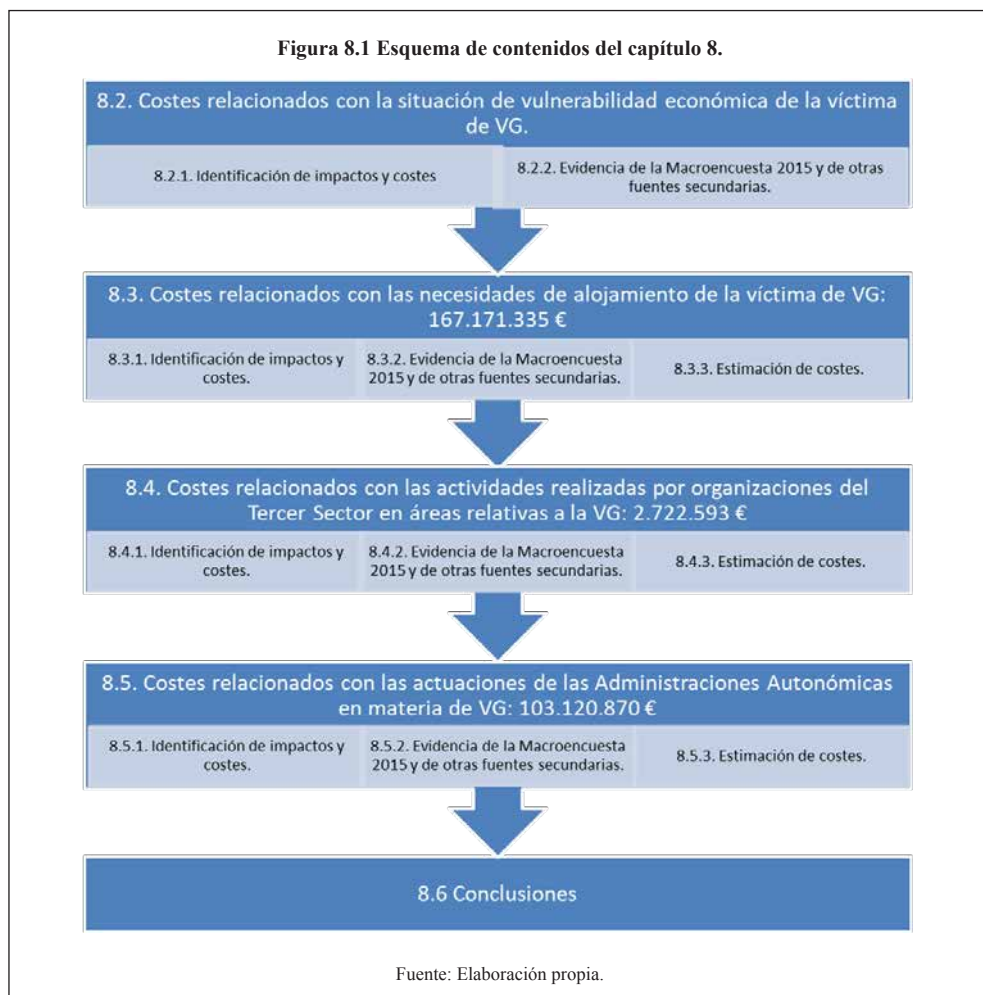 Figura 8.1 Esquema de contenidos del capítulo 8.
8.2. Costes relacionados con la situación de vulnerabilidad económica de la víctima
de VG.
8.2.1. Identificación de impactos y costes
8.2.2. Evidencia de la Macroencuesta 2015 y de otras
fuentes secundarias.
8.3. Costes relacionados con las necesidades de alojamiento de la víctima de VG:
167.171.335 €
8.3.1. Identificación de impactos y
costes.
8.3.2. Evidencia de la Macroencuesta
2015 y de otras fuentes secundarias.
8.3.3. Estimación de costes.
8.4. Costes relacionados con las actividades realizadas por organizaciones del
Tercer Sector en áreas relativas a la VG: 2.722.593 €
8.4.1. Identificación de impactos y
costes.
8.4.2. Evidencia de la Macroencuesta
2015 y de otras fuentes secundarias.
8.4.3. Estimación de costes.
8.5. Costes relacionados con las actuaciones de las Administraciones Autonómicas
en materia de VG: 103.120.870 €
8.5.1. Identificación de impactos y
costes.
8.5.2. Evidencia de la Macroencuesta
2015 y de otras fuentes secundarias.
8.5.3. Estimación de costes.
8.6 Conclusiones
Fuente: Elaboración propia.